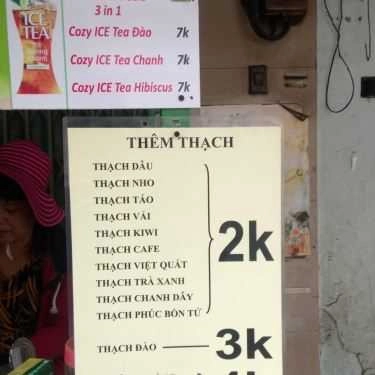 3 in 1
ICE
TEA
Cozy ICE Tea Đào 7k
Cozy ICE Tea Chanh 7k
Cozy ICE Tea Hibiscus 7k
THÊM THẠCH
THẠCH DÂU
THẠCH NHO
THẠCH TÁO
THẠCH VẢI
THẠCH KIWI
THẠCH CAFE
THẠCH VIỆT QUẤT
THẠCH TRÀ XANH
THẠCH CHANH DÂY
THẠCH PHÚC BỒN TỬ
2k
THẠCH ĐÀO 3k